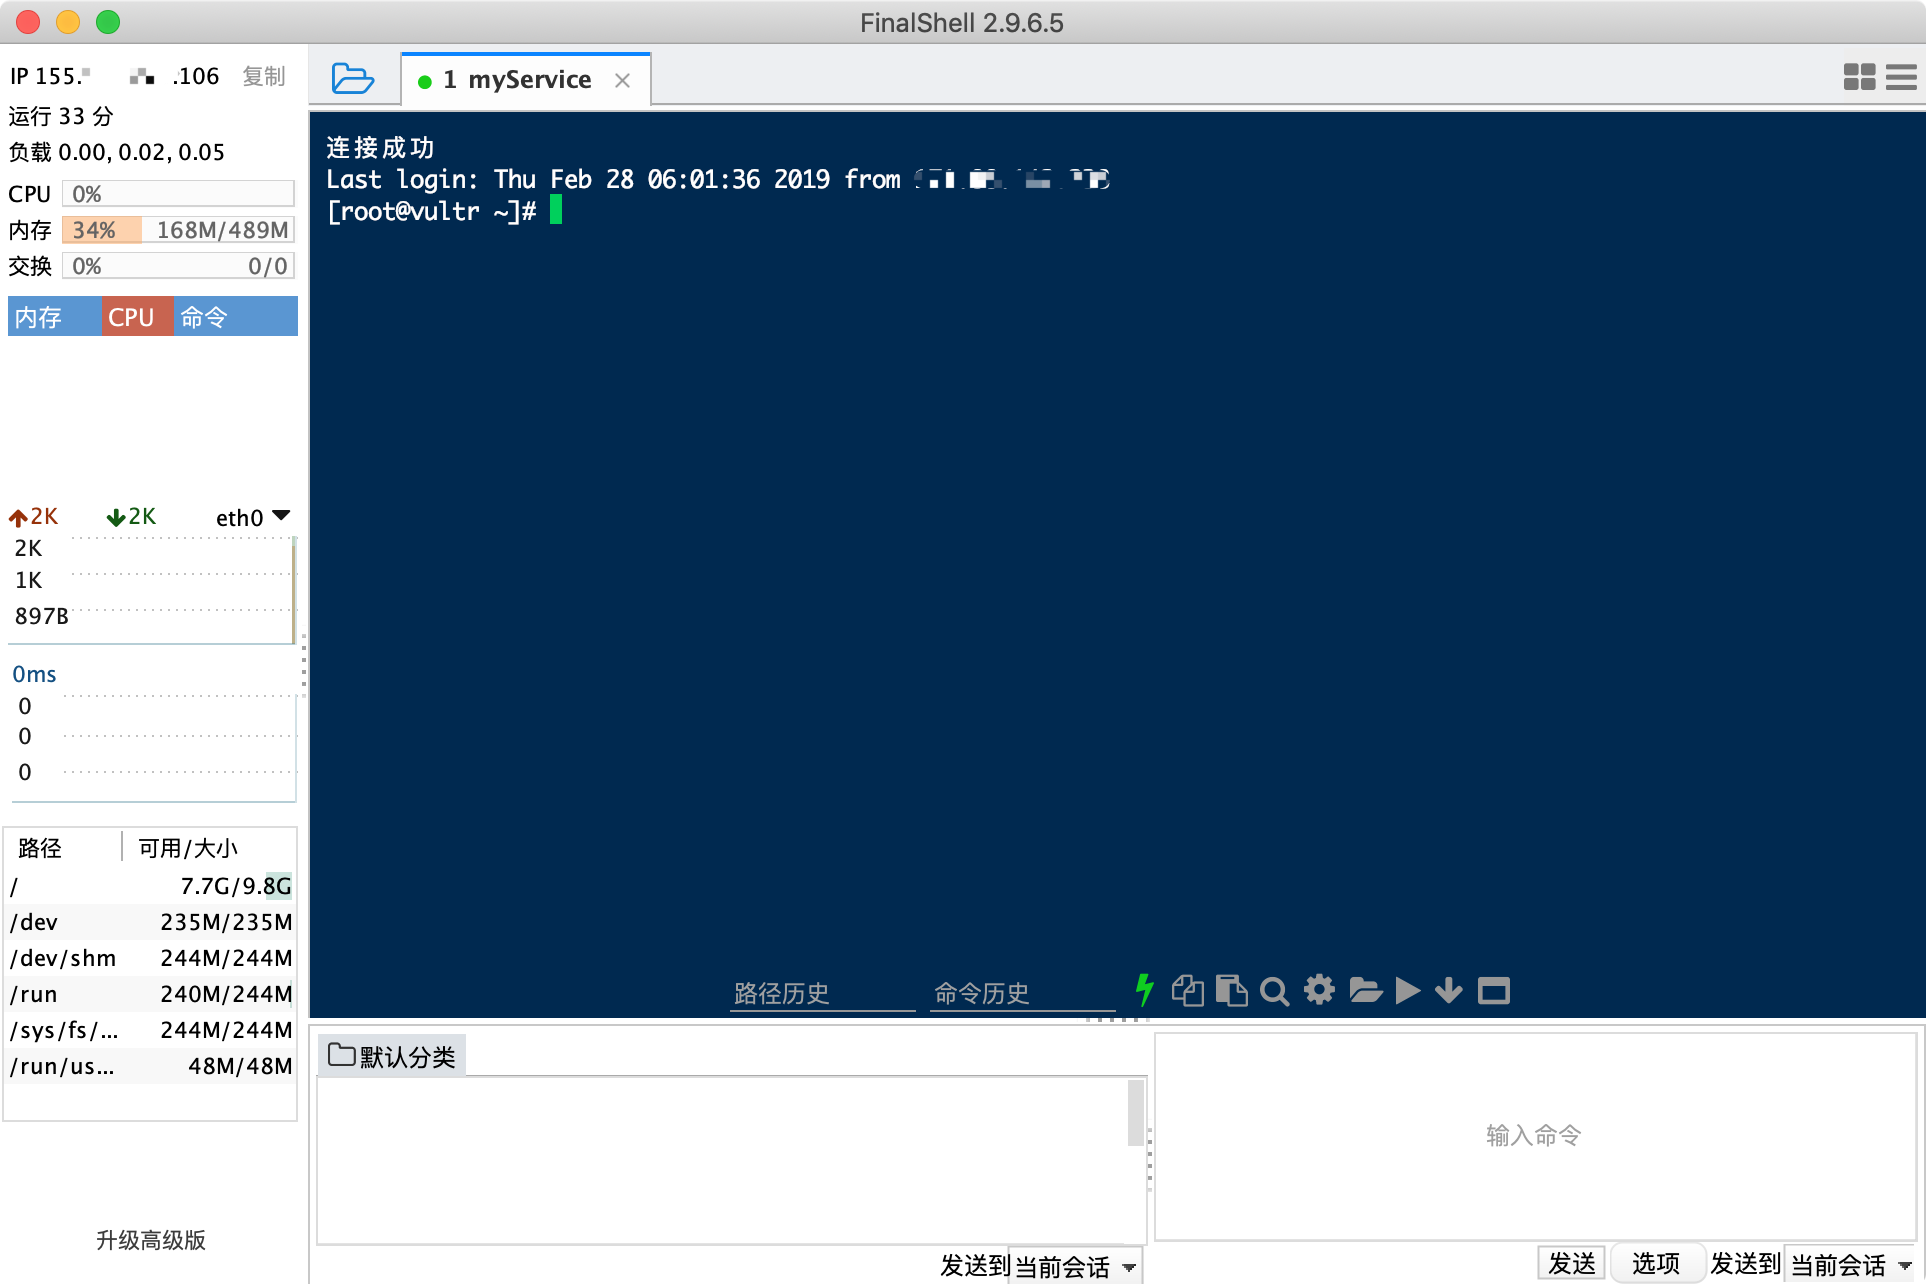 FinalShell 2.9.6.5
IP 155. .106 复制
运行 33 分
负载 0.00, 0.02, 0.05
CPU 0%
内存 34% 168M/489M
交换 0% 0/0
内存 CPU 命令
2K 2K eth0
2K
1K
897B
0ms
0
0
0
路径 可用/大小
/ 7.7G/9.8G
/dev 235M/235M
/dev/shm 244M/244M
/run 240M/244M
/sys/fs/... 244M/244M
/run/us... 48M/48M
升级高级版
1 myService
连接成功
Last login: Thu Feb 28 06:01:36 2019 from
[root@vultr ~]#
路径历史 命令历史
默认分类
输入命令
发送到 当前会话
发送 选项 发送到 当前会话